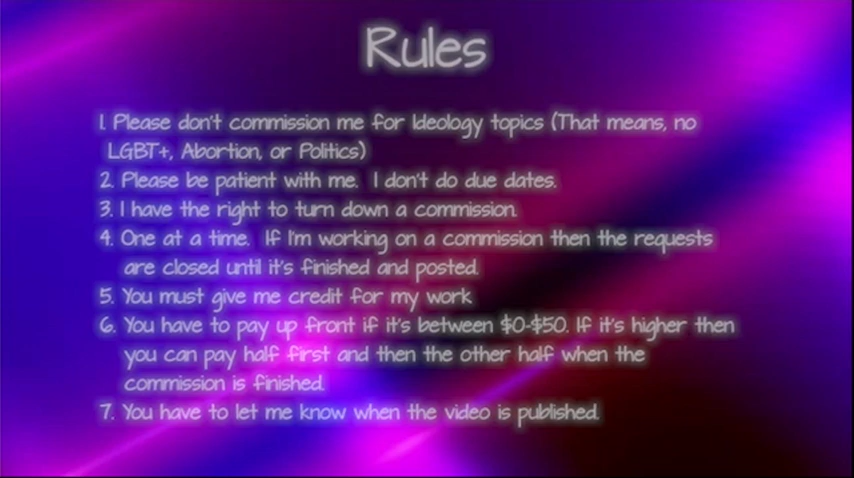 Rules
1. Please don't commission me for Ideology topics (That means, no
LGBT+, Abortion, or Politics)
2. Please be patient with me. I don't do due dates.
3. I have the right to turn down a commission.
4. One at a time. If I'm working on a commission then the requests
are closed until it's finished and posted.
5. You must give me credit for my work
6. You have to pay up front if it's between $0-$50. If it's higher then
you can pay half first and then the other half when the
commission is finished.
7. You have to let me know when the video is published.